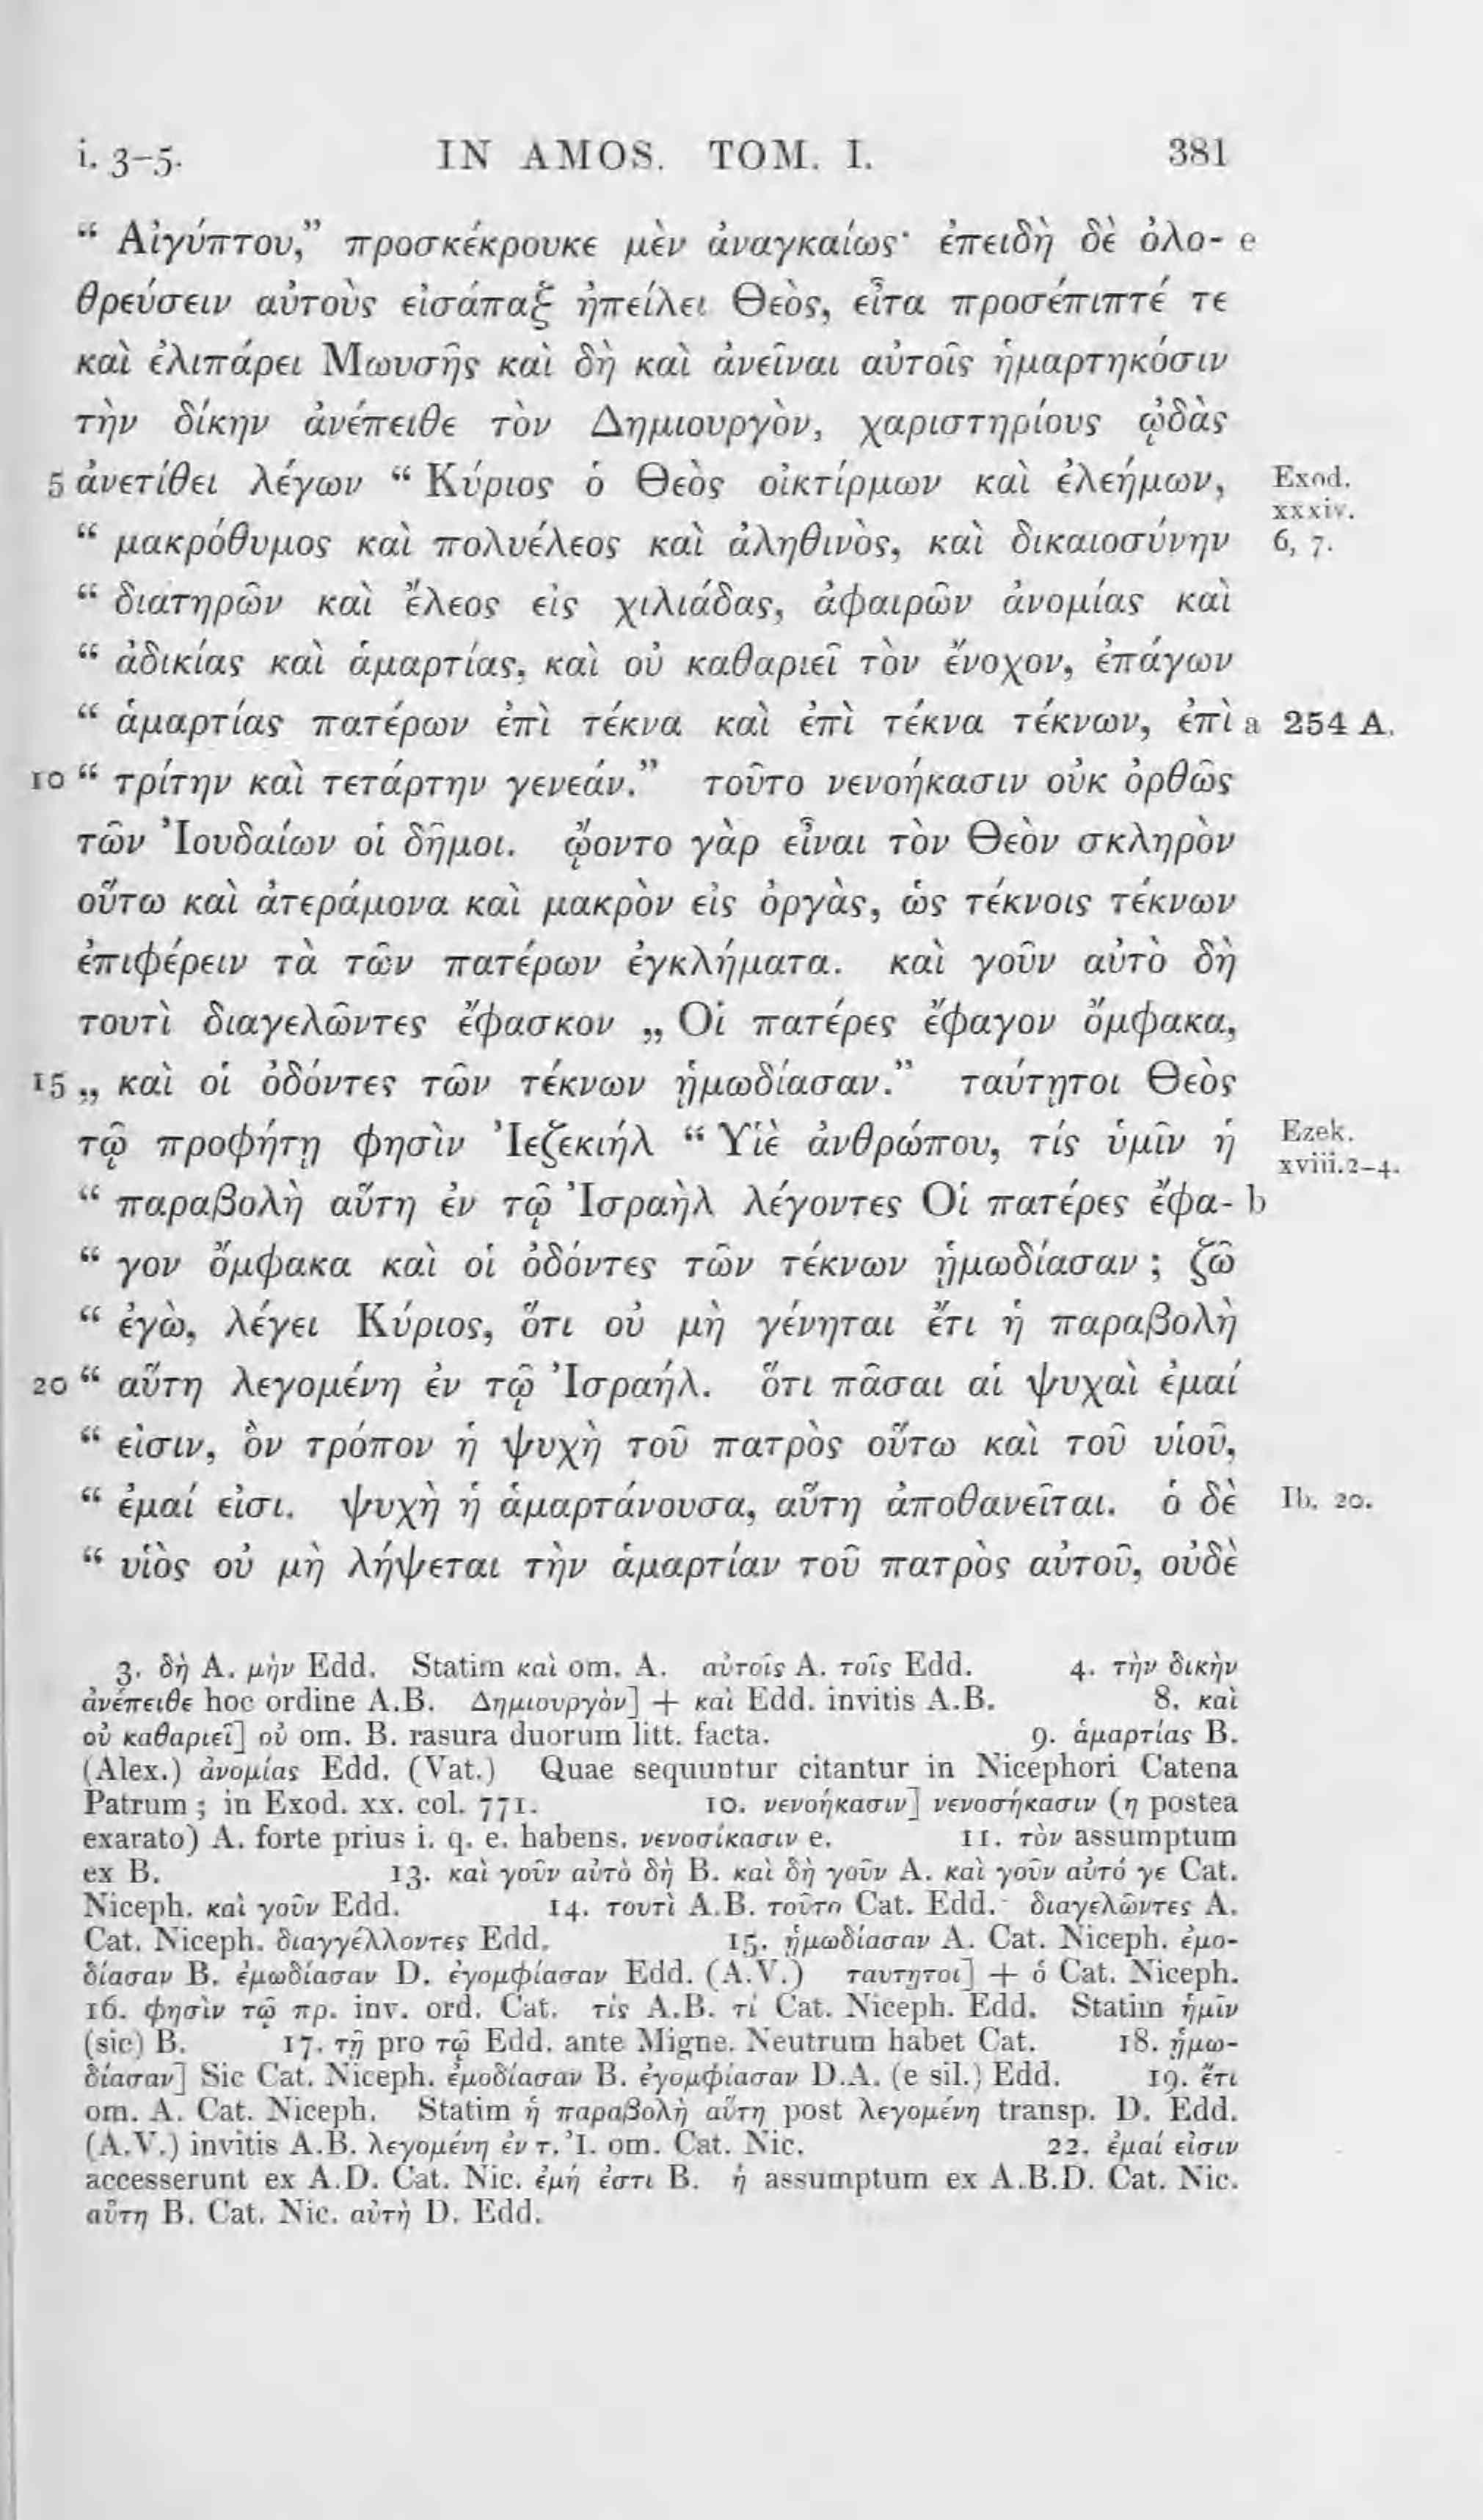 i. 3-5. IN AMOS. TOM. I. 381
“ Αἰγύπτου,” προσκέκρουκε μὲν ἀναγκαίως· ἐπειδὴ δὲ ὀλο- e
θρεύσειν αὐτοὺς εἰσάπαξ ἠπείλει Θεὸς, εἶτα προσέπιπτέ τε
καὶ ἐλιπάρει Μωυσῆς καὶ δὴ καὶ ἀνεῖναι αὐτοῖς ἡμαρτηκόσιν
τὴν δίκην ἀνέπειθε τὸν Δημιουργὸν, χαριστηρίους ᾠδὰς
5 ἀνετίθει λέγων “ Κύριος ὁ Θεὸς οἰκτίρμων καὶ ἐλεήμων, Exod. xxxiv. 6, 7.
“ μακρόθυμος καὶ πολυέλεος καὶ ἀληθινὸς, καὶ δικαιοσύνην
“ διατηρῶν καὶ ἔλεος εἰς χιλιάδας, ἀφαιρῶν ἀνομίας καὶ
“ ἀδικίας καὶ ἁμαρτίας, καὶ οὐ καθαριεῖ τὸν ἔνοχον, ἐπάγων
“ ἁμαρτίας πατέρων ἐπὶ τέκνα καὶ ἐπὶ τέκνα τέκνων, ἐπὶ a 254 A.
10 “ τρίτην καὶ τετάρτην γενεάν.” τοῦτο νενοήκασιν οὐκ ὀρθῶς
τῶν Ἰουδαίων οἱ δῆμοι. ᾤοντο γὰρ εἶναι τὸν Θεὸν σκληρὸν
οὕτω καὶ ἀτεράμονα καὶ μακρὸν εἰς ὀργὰς, ὡς τέκνοις τέκνων
ἐπιφέρειν τὰ τῶν πατέρων ἐγκλήματα. καὶ γοῦν αὐτὸ δὴ
τουτὶ διαγελῶντες ἔφασκον „ Οἱ πατέρες ἔφαγον ὄμφακα,
15 „ καὶ οἱ ὀδόντες τῶν τέκνων ᾑμωδίασαν.” ταύτῃτοι Θεὸς
τῷ προφήτῃ φησὶν Ἰεζεκιήλ “ Υἱὲ ἀνθρώπου, τίς ὑμῖν ἡ Ezek. xviii.2-4.
“ παραβολὴ αὕτη ἐν τῷ Ἰσραὴλ λέγοντες Οἱ πατέρες ἔφα- b
“ γον ὄμφακα καὶ οἱ ὀδόντες τῶν τέκνων ᾑμωδίασαν ; ζῶ
“ ἐγὼ, λέγει Κύριος, ὅτι οὐ μὴ γένηται ἔτι ἡ παραβολὴ
20 “ αὕτη λεγομένη ἐν τῷ Ἰσραήλ. ὅτι πᾶσαι αἱ ψυχαὶ ἐμαί
“ εἰσιν, ὃν τρόπον ἡ ψυχὴ τοῦ πατρὸς οὕτω καὶ τοῦ υἱοῦ,
“ ἐμαί εἰσι. ψυχὴ ἡ ἁμαρτάνουσα, αὕτη ἀποθανεῖται. ὁ δὲ Ib. 20.
“ υἱὸς οὐ μὴ λήψεται τὴν ἁμαρτίαν τοῦ πατρὸς αὐτοῦ, οὐδὲ
3. δὴ A. μὴν Edd. Statim καὶ om. A. αὐτοῖς A. τοῖς Edd. 4. τὴν δικὴν
ἀνέπειθε hoc ordine A.B. Δημιουργὸν] + καὶ Edd. invitis A.B. 8. καὶ
οὐ καθαριεῖ] οὐ om. B. rasura duorum litt. facta. 9. ἁμαρτίας B.
(Alex.) ἀνομίας Edd. (Vat.) Quae sequuntur citantur in Nicephori Catena
Patrum ; in Exod. xx. col. 771. 10. νενοήκασιν] νενοσήκασιν (η postea
exarato) A. forte prius i. q. e. habens. νενοσίκασιν e. 11. τὸν assumptum
ex B. 13. καὶ γοῦν αὐτὸ δὴ B. καὶ δὴ γοῦν A. καὶ γοῦν αὐτό γε Cat.
Niceph. καὶ γοῦν Edd. 14. τουτὶ A.B. τοῦτο Cat. Edd. διαγελῶντες A.
Cat. Niceph. διαγγέλλοντες Edd. 15. ᾑμωδίασαν A. Cat. Niceph. ἐμο-
δίασαν B. ἐμωδίασαν D. ἐγομφίασαν Edd. (A.V.) ταυτῃτοι] + ὁ Cat. Niceph.
16. φησὶν τῷ πρ. inv. ord. Cat. τίς A.B. τί Cat. Niceph. Edd. Statim ἡμῖν
(sic) B. 17. τῇ pro τῷ Edd. ante Migne. Neutrum habet Cat. 18. ᾑμω-
δίασαν] Sic Cat. Niceph. ἐμοδίασαν B. ἐγομφίασαν D.A. (e sil.) Edd. 19. ἔτι
om. A. Cat. Niceph. Statim ἡ παραβολὴ αὕτη post λεγομένη transp. D. Edd.
(A.V.) invitis A.B. λεγομένη ἐν τ. Ἰ. om. Cat. Nic. 22. ἐμαί εἰσιν
accesserunt ex A.D. Cat. Nic. ἐμή ἐστι B. ἡ assumptum ex A.B.D. Cat. Nic.
αὕτη B. Cat. Nic. αὐτὴ D. Edd.